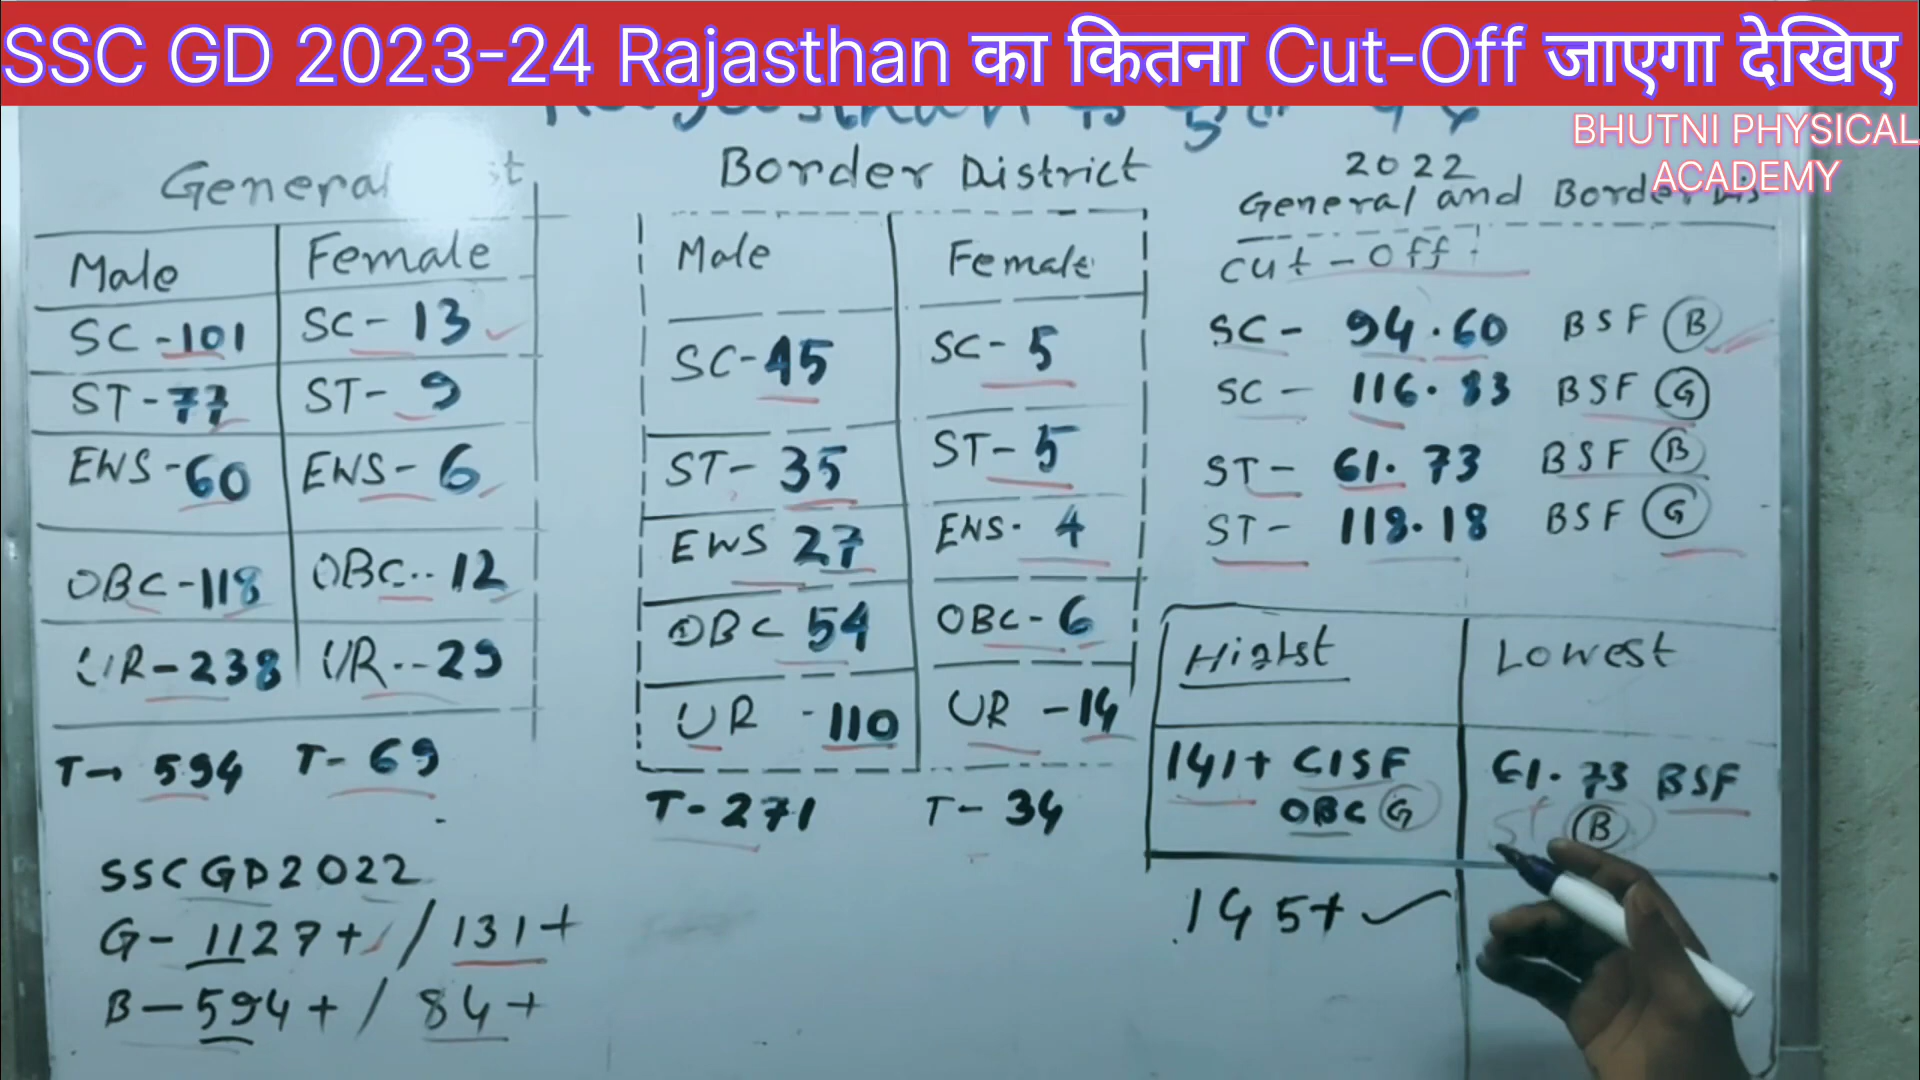 SSC GD 2023-24 Rajasthan का कितना Cut-Off जाएगा देखिए
BHUTNI PHYSICAL
ACADEMY
General
Male Female
SC - 101 SC - 13
ST - 77 ST - 9
EWS - 60 EWS - 6
OBC - 118 OBC - 12
UR - 238 UR - 29
T → 594 T - 69
SSC GD 2022
G - 1127 + / 131 +
B - 594 + / 84 +
Border District
Male Female
SC - 45 SC - 5
ST - 35 ST - 5
EWS 27 EWS - 4
OBC 54 OBC - 6
UR - 110 UR - 14
T - 271 T - 34
2022
General and Border Dis
Cut - Off
SC - 94.60 BSF B
SC - 116.83 BSF G
ST - 61.73 BSF B
ST - 118.18 BSF G
Highst Lowest
141+ CISF 61.73 BSF
OBC G ST B
145+